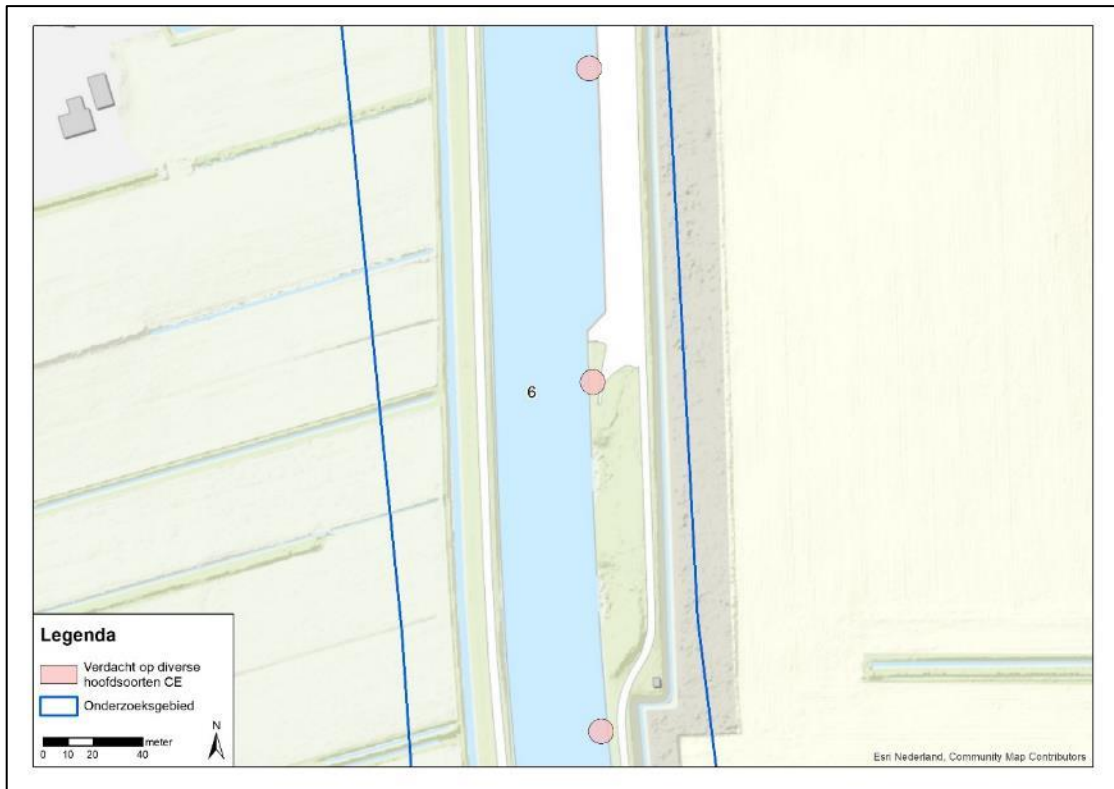 6
Legenda
Verdacht op diverse
hoofdsoorten CE
Onderzoeksgebied
N
0 10 20 40 meter
Esri Nederland, Community Map Contributors